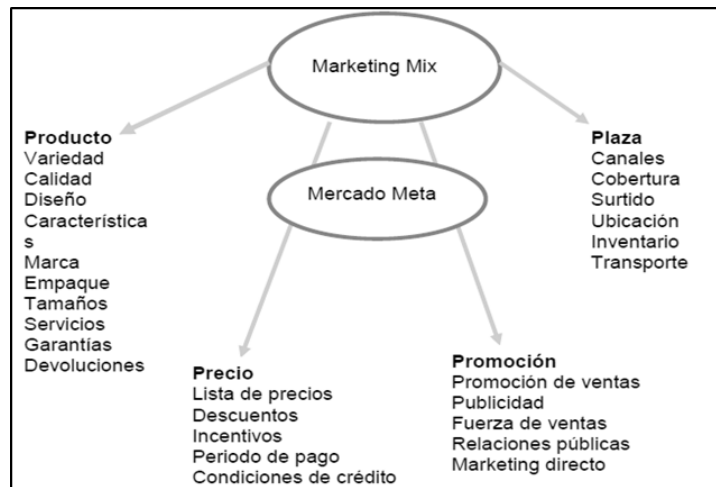 Marketing Mix
Mercado Meta
Producto
Variedad
Calidad
Diseño
Característica
s
Marca
Empaque
Tamaños
Servicios
Garantías
Devoluciones
Plaza
Canales
Cobertura
Surtido
Ubicación
Inventario
Transporte
Precio
Lista de precios
Descuentos
Incentivos
Periodo de pago
Condiciones de crédito
Promoción
Promoción de ventas
Publicidad
Fuerza de ventas
Relaciones públicas
Marketing directo